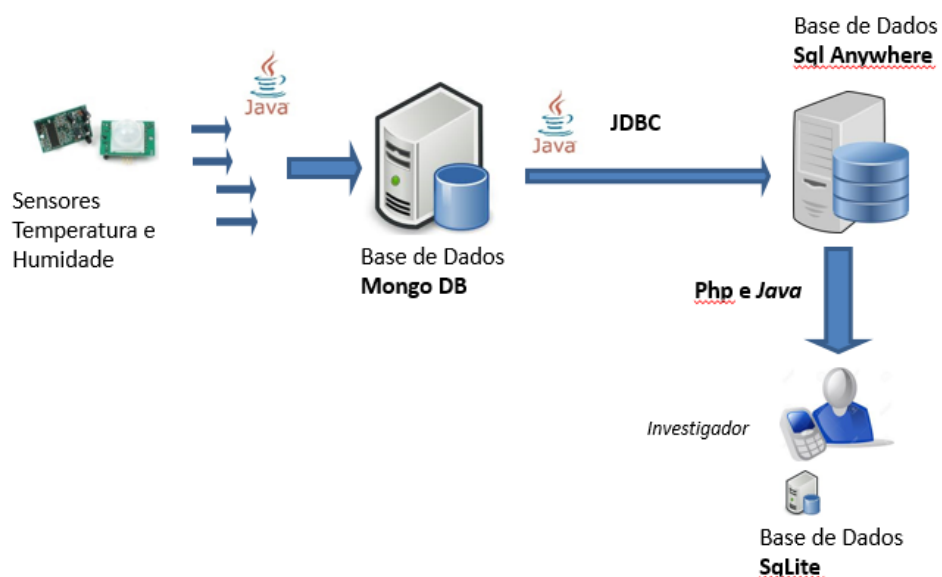 Base de Dados
Sql Anywhere
Java
Java
JDBC
Sensores
Temperatura e
Humidade
Base de Dados
Mongo DB
Php e Java
Investigador
Base de Dados
SqLite